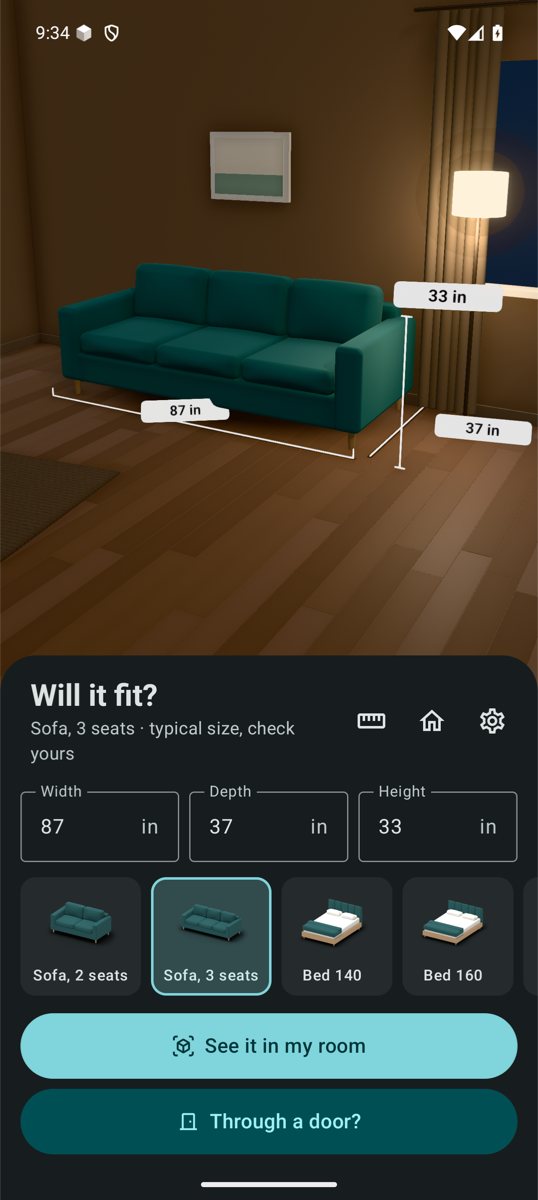 9:34
33 in
87 in
37 in
Will it fit?
Sofa, 3 seats · typical size, check
yours
Width
Depth
Height
87 in
37 in
33 in
Sofa, 2 seats
Sofa, 3 seats
Bed 140
Bed 160
See it in my room
Through a door?